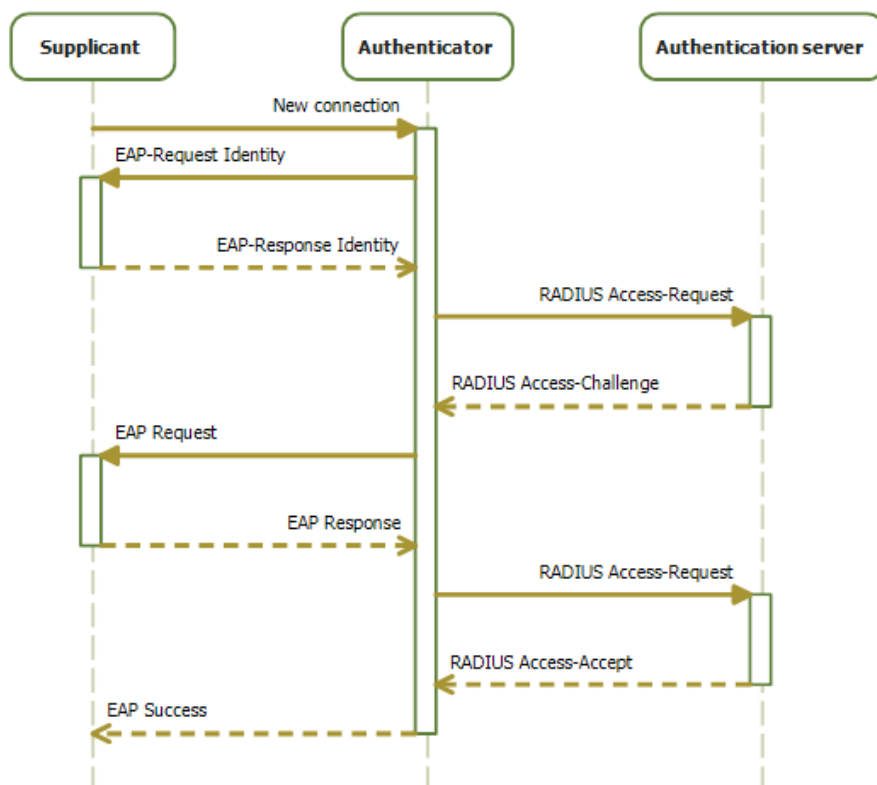 Supplicant
Authenticator
Authentication server
New connection
EAP-Request Identity
EAP-Response Identity
RADIUS Access-Request
RADIUS Access-Challenge
EAP Request
EAP Response
RADIUS Access-Request
RADIUS Access-Accept
EAP Success